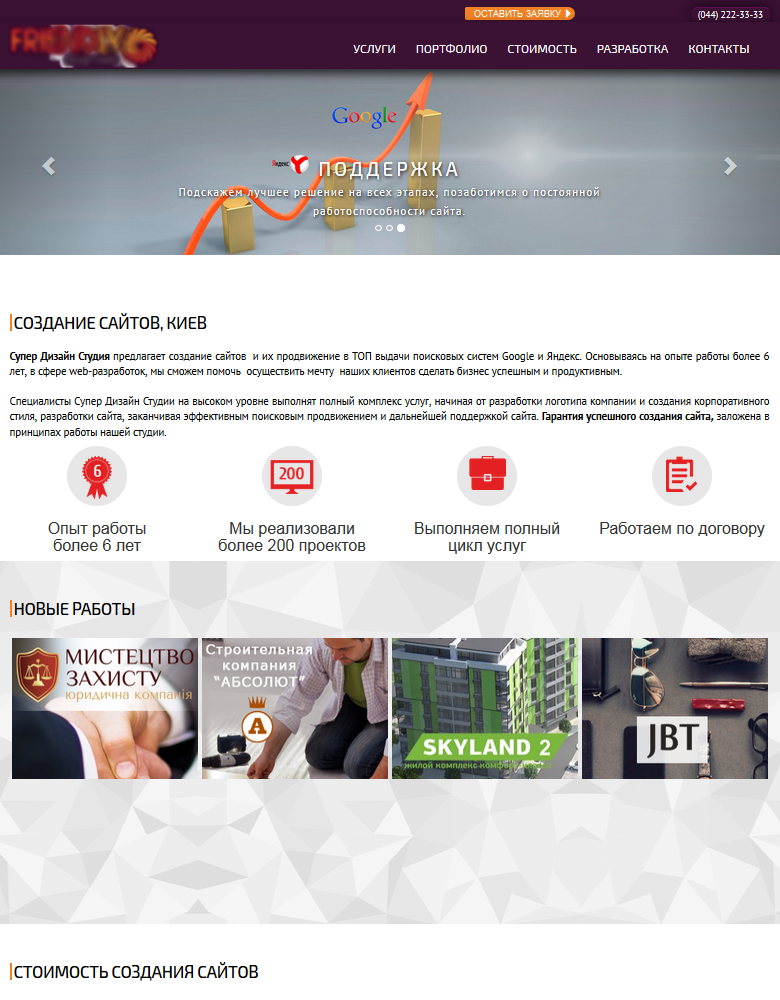 ОСТАВИТЬ ЗАЯВКУ
(044) 222-33-33
УСЛУГИ ПОРТФОЛИО СТОИМОСТЬ РАЗРАБОТКА КОНТАКТЫ
Google
Яндекс
ПОДДЕРЖКА
Подскажем лучшее решение на всех этапах, позаботимся о постоянной
работоспособности сайта.
СОЗДАНИЕ САЙТОВ, КИЕВ
Супер Дизайн Студия предлагает создание сайтов и их продвижение в ТОП выдачи поисковых систем Google и Яндекс. Основываясь на опыте работы более 6
лет, в сфере web-разработок, мы сможем помочь осуществить мечту наших клиентов сделать бизнес успешным и продуктивным.
Специалисты Супер Дизайн Студии на высоком уровне выполнят полный комплекс услуг, начиная от разработки логотипа компании и создания корпоративного
стиля, разработки сайта, заканчивая эффективным поисковым продвижением и дальнейшей поддержкой сайта. Гарантия успешного создания сайта, заложена в
принципах работы нашей студии.
6
200
Опыт работы
более 6 лет
Мы реализовали
более 200 проектов
Выполняем полный
цикл услуг
Работаем по договору
НОВЫЕ РАБОТЫ
МИСТЕЦТВО
ЗАХИСТУ
юридична компанія
Строительная
компания
“АБСОЛЮТ”
А
SKYLAND 2
жилой комплекс комфорт-класса
JBT
СТОИМОСТЬ СОЗДАНИЯ САЙТОВ